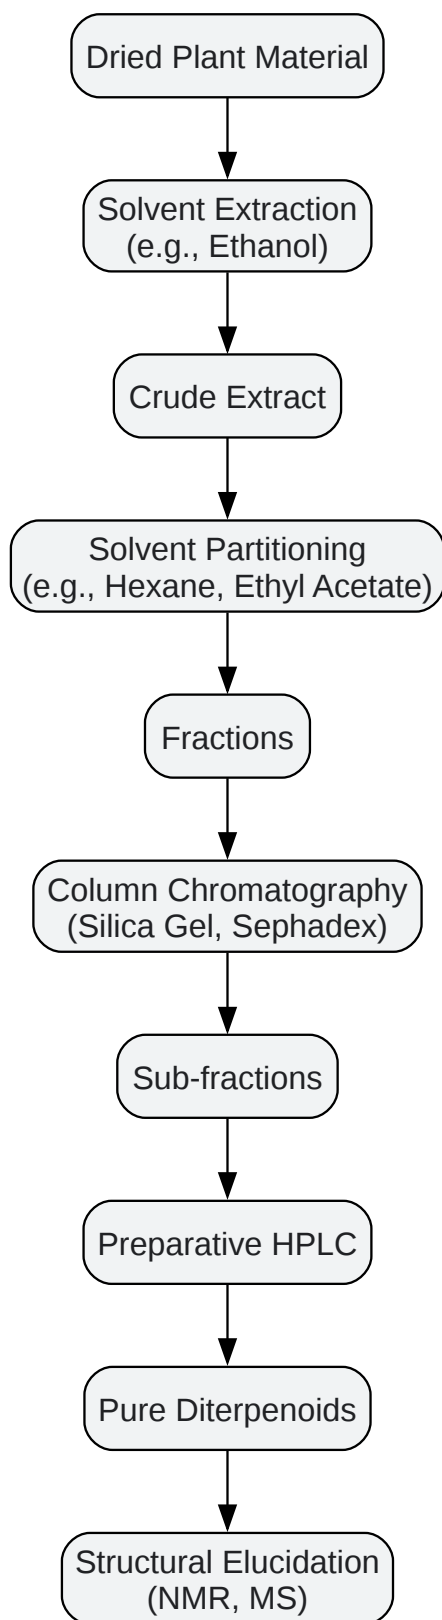 Dried Plant Material
Solvent Extraction
(e.g., Ethanol)
Crude Extract
Solvent Partitioning
(e.g., Hexane, Ethyl Acetate)
Fractions
Column Chromatography
(Silica Gel, Sephadex)
Sub-fractions
Preparative HPLC
Pure Diterpenoids
Structural Elucidation
(NMR, MS)